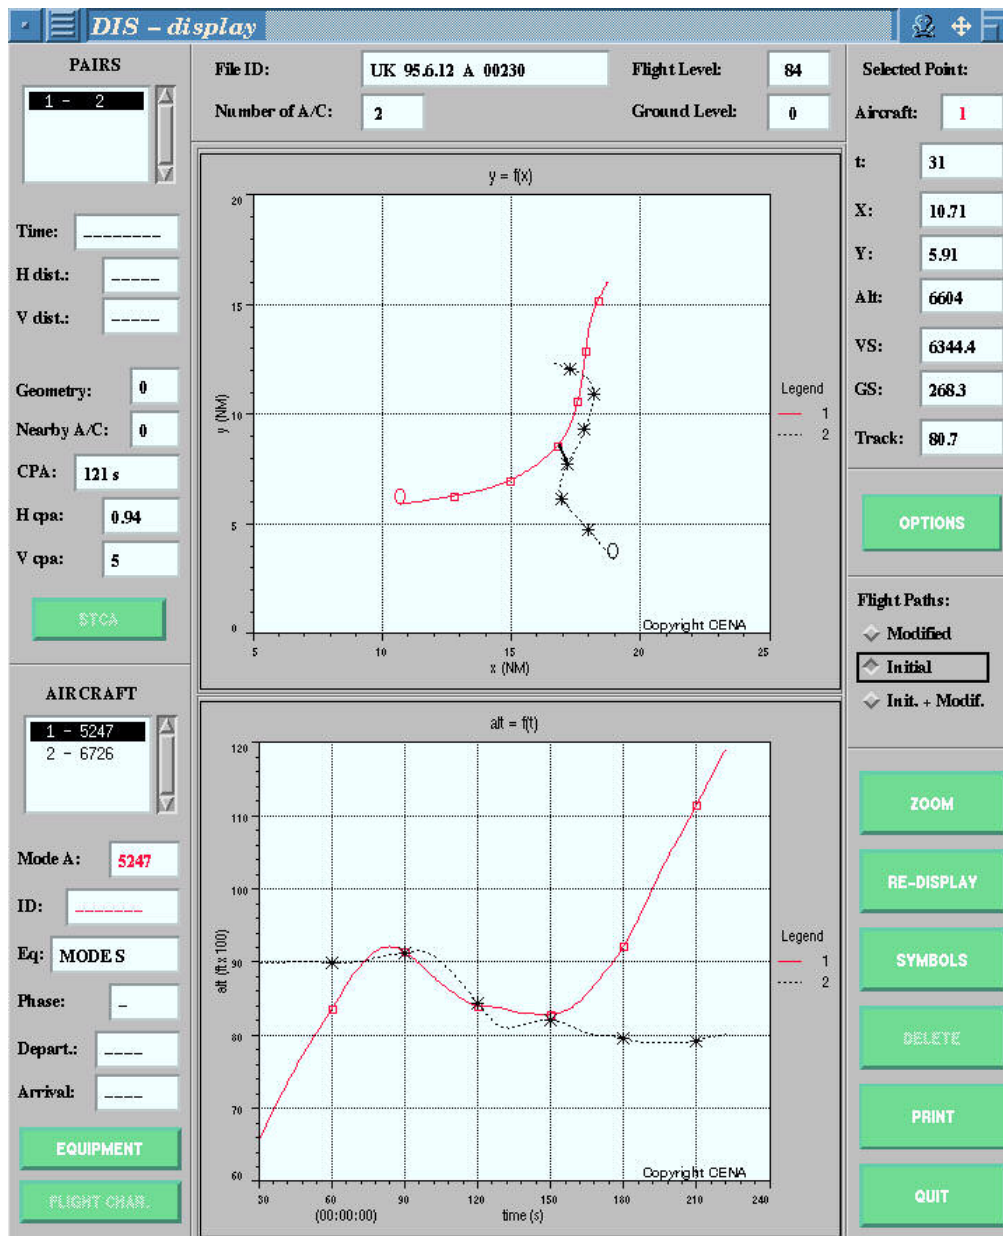 DIS - display
PAIRS
1 - 2
Time: --------
H dist.: -----
V dist.: -----
Geometry: 0
Nearby A/C: 0
CPA: 121 s
H cpa: 0.94
V cpa: 5
STCA
AIRCRAFT
1 - 5247
2 - 6726
Mode A: 5247
ID: -------
Eq: MODE S
Phase: -
Depart.: ----
Arrival: ----
EQUIPMENT
FLIGHT CHAR.
File ID: UK 95.6.12 A 00230 Flight Level: 84
Number of A/C: 2 Ground Level: 0
y = f(x)
20
15
10
5
0
y (NM)
5 10 15 20 25
x (NM)
Legend
1
2
Copyright CENA
alt = f(t)
120
110
100
90
80
70
60
alt (ft x 100)
30 60 90 120 150 180 210 240
(00:00:00) time (s)
Legend
1
2
Copyright CENA
Selected Point:
Aircraft: 1
t: 31
X: 10.71
Y: 5.91
Alt: 6604
VS: 6344.4
GS: 268.3
Track: 80.7
OPTIONS
Flight Paths:
Modified
Initial
Init. + Modif.
ZOOM
RE-DISPLAY
SYMBOLS
DELETE
PRINT
QUIT